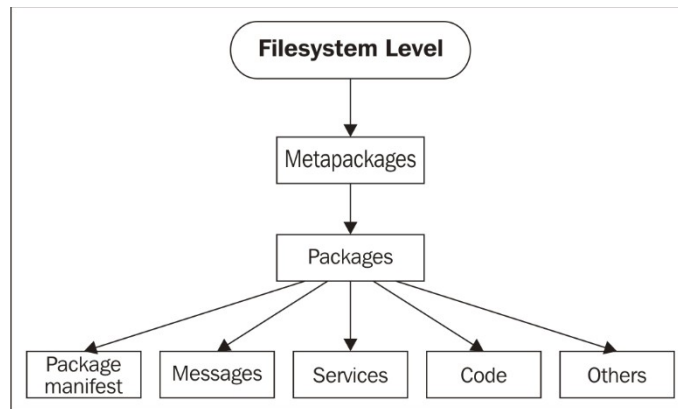 Filesystem Level
Metapackages
Packages
Package
manifest
Messages
Services
Code
Others